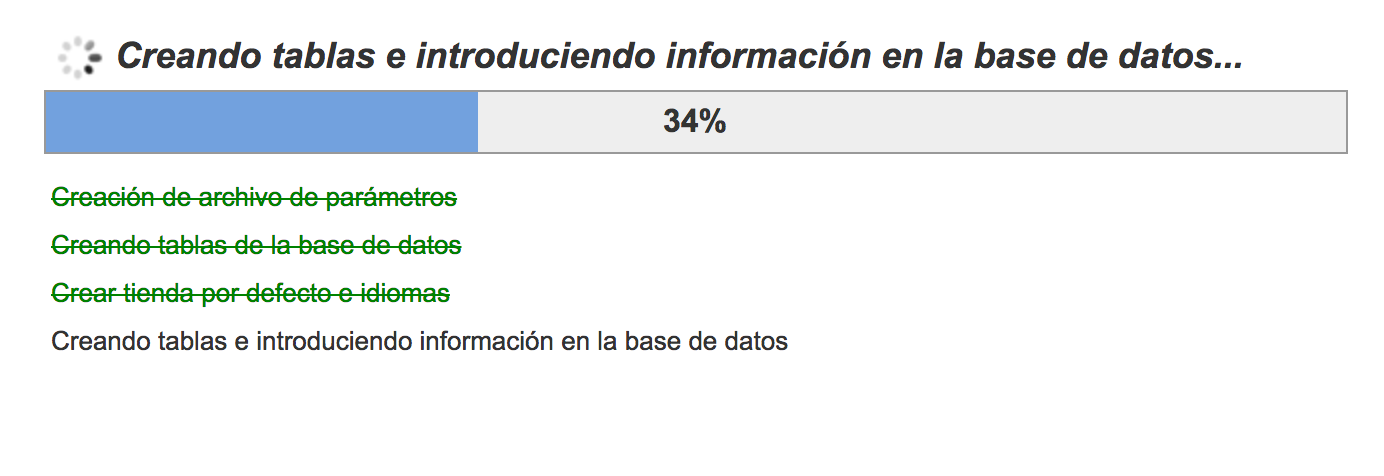 Creando tablas e introduciendo información en la base de datos...
34%
Creación de archivo de parámetros
Creando tablas de la base de datos
Crear tienda por defecto e idiomas
Creando tablas e introduciendo información en la base de datos